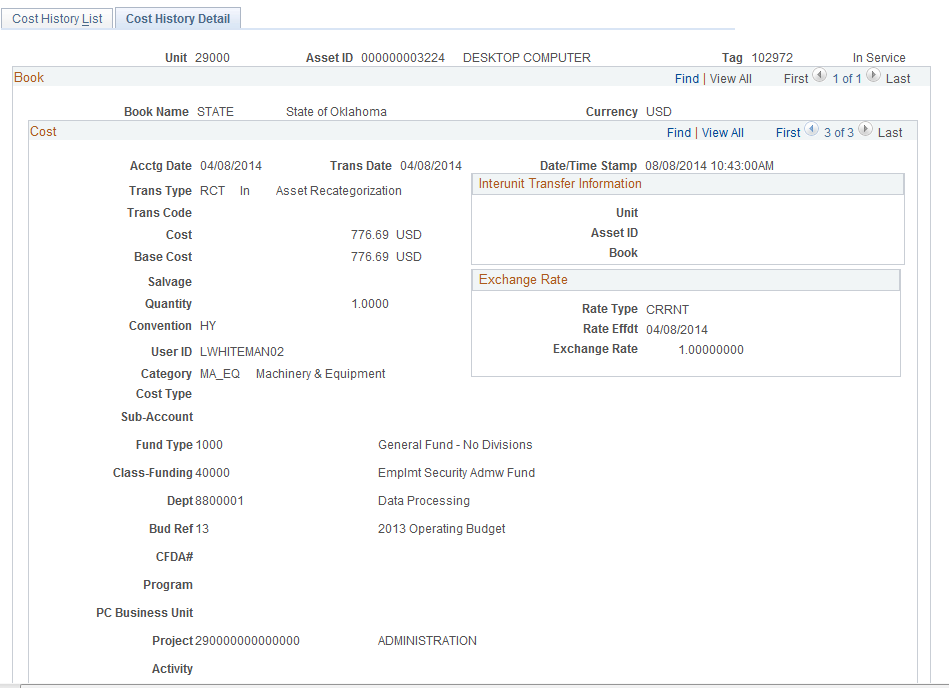 Cost History List Cost History Detail
Unit 29000 Asset ID 000000003224 DESKTOP COMPUTER Tag 102972 In Service
Book Find | View All First 1 of 1 Last
Book Name STATE State of Oklahoma Currency USD
Cost Find | View All First 3 of 3 Last
Acctg Date 04/08/2014 Trans Date 04/08/2014 Date/Time Stamp 08/08/2014 10:43:00AM
Trans Type RCT In Asset Recategorization
Trans Code
Cost 776.69 USD
Base Cost 776.69 USD
Salvage
Quantity 1.0000
Convention HY
User ID LWHITEMAN02
Category MA_EQ Machinery & Equipment
Cost Type
Sub-Account
Interunit Transfer Information
Unit
Asset ID
Book
Exchange Rate
Rate Type CRRNT
Rate Effdt 04/08/2014
Exchange Rate 1.00000000
Fund Type 1000 General Fund - No Divisions
Class-Funding 40000 Emplmt Security Admw Fund
Dept 8800001 Data Processing
Bud Ref 13 2013 Operating Budget
CFDA#
Program
PC Business Unit
Project 290000000000000 ADMINISTRATION
Activity